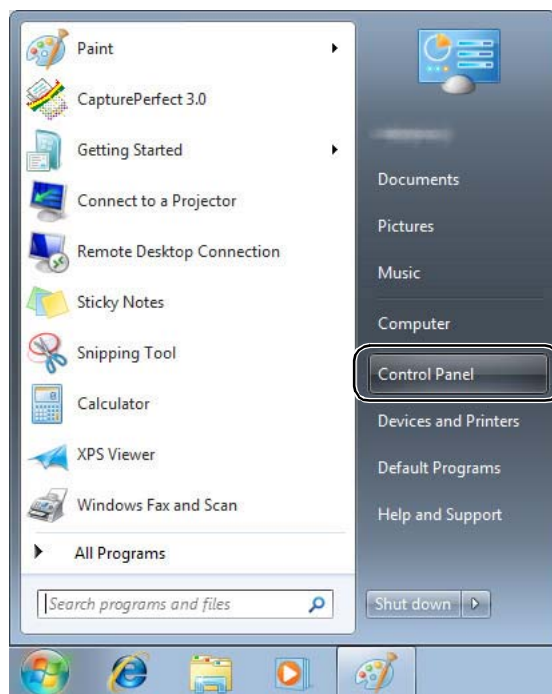 Paint
CapturePerfect 3.0
Getting Started
Connect to a Projector
Remote Desktop Connection
Sticky Notes
Snipping Tool
Calculator
XPS Viewer
Windows Fax and Scan
All Programs
Search programs and files
Documents
Pictures
Music
Computer
Control Panel
Devices and Printers
Default Programs
Help and Support
Shut down